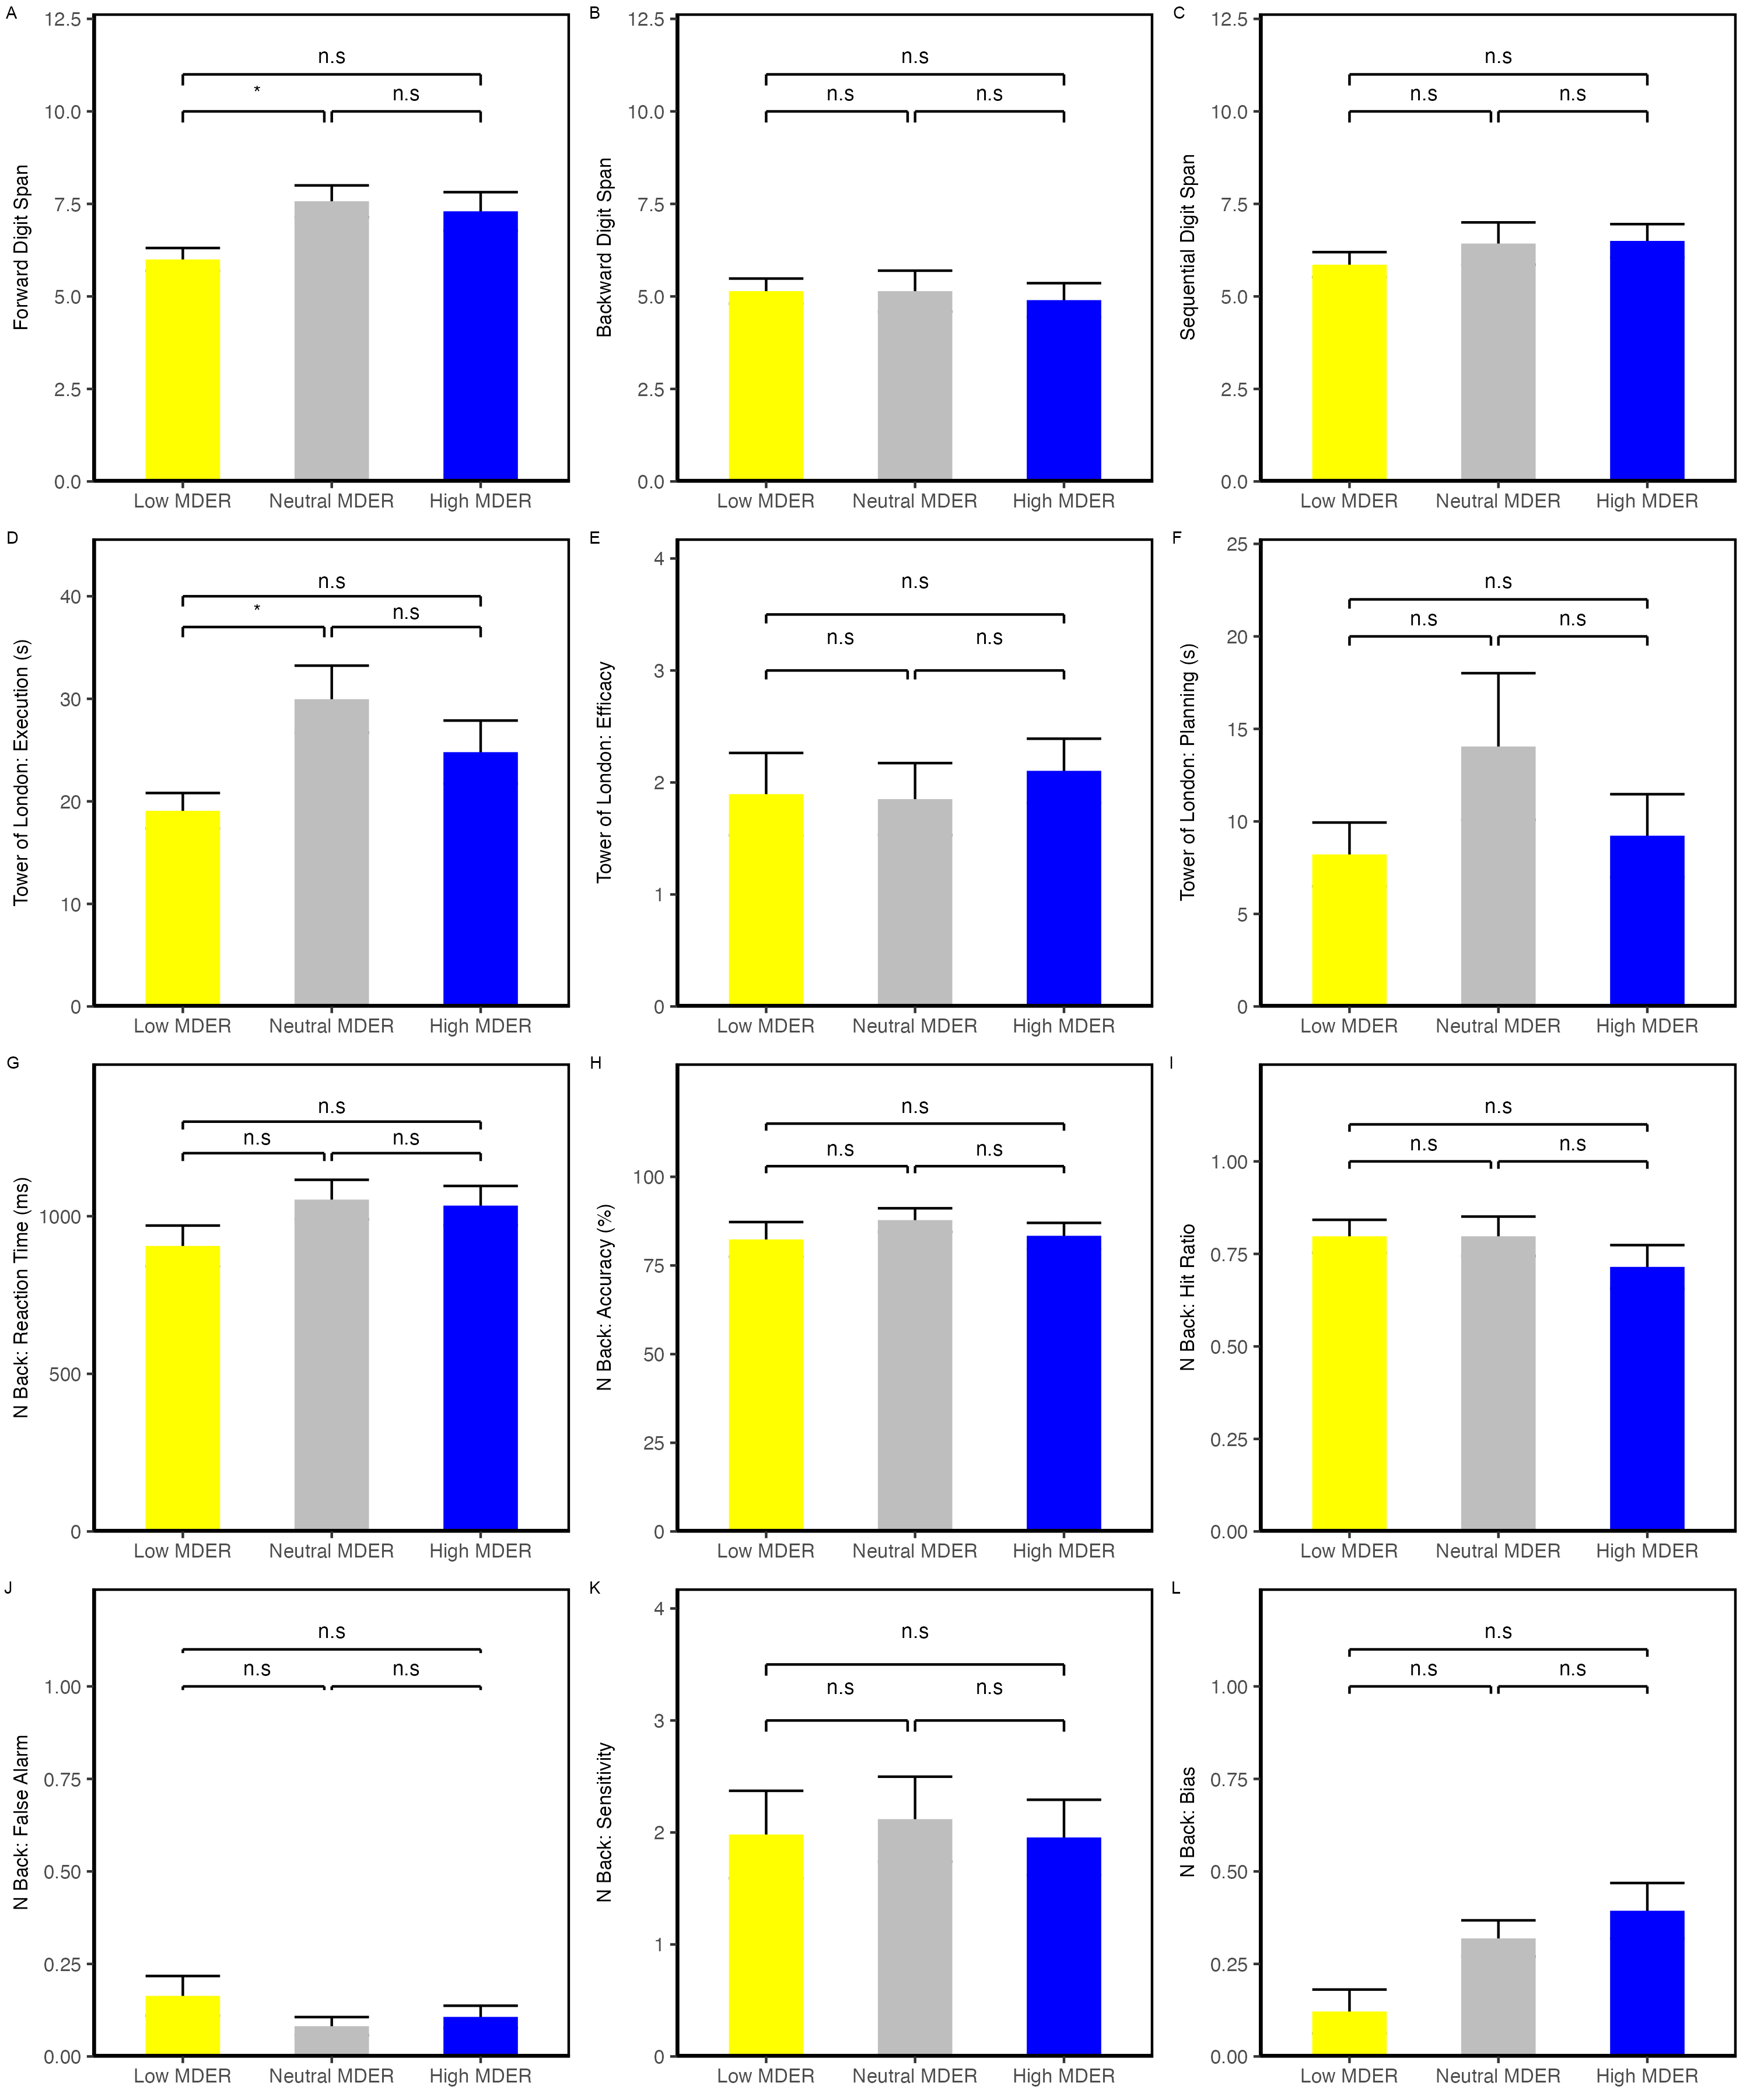 A
Forward Digit Span
12.5
10.0
7.5
5.0
2.5
0.0
n.s
*
n.s
Low MDER
Neutral MDER
High MDER
B
Backward Digit Span
12.5
10.0
7.5
5.0
2.5
0.0
n.s
n.s
n.s
Low MDER
Neutral MDER
High MDER
C
Sequential Digit Span
12.5
10.0
7.5
5.0
2.5
0.0
n.s
n.s
n.s
Low MDER
Neutral MDER
High MDER
D
Tower of London: Execution (s)
40
30
20
10
0
n.s
*
n.s
Low MDER
Neutral MDER
High MDER
E
Tower of London: Efficacy
4
3
2
1
0
n.s
n.s
n.s
Low MDER
Neutral MDER
High MDER
F
Tower of London: Planning (s)
25
20
15
10
5
0
n.s
n.s
n.s
Low MDER
Neutral MDER
High MDER
G
N Back: Reaction Time (ms)
1000
500
0
n.s
n.s
n.s
Low MDER
Neutral MDER
High MDER
H
N Back: Accuracy (%)
100
75
50
25
0
n.s
n.s
n.s
Low MDER
Neutral MDER
High MDER
I
N Back: Hit Ratio
1.00
0.75
0.50
0.25
0.00
n.s
n.s
n.s
Low MDER
Neutral MDER
High MDER
J
N Back: False Alarm
1.00
0.75
0.50
0.25
0.00
n.s
n.s
n.s
Low MDER
Neutral MDER
High MDER
K
N Back: Sensitivity
4
3
2
1
0
n.s
n.s
n.s
Low MDER
Neutral MDER
High MDER
L
N Back: Bias
1.00
0.75
0.50
0.25
0.00
n.s
n.s
n.s
Low MDER
Neutral MDER
High MDER